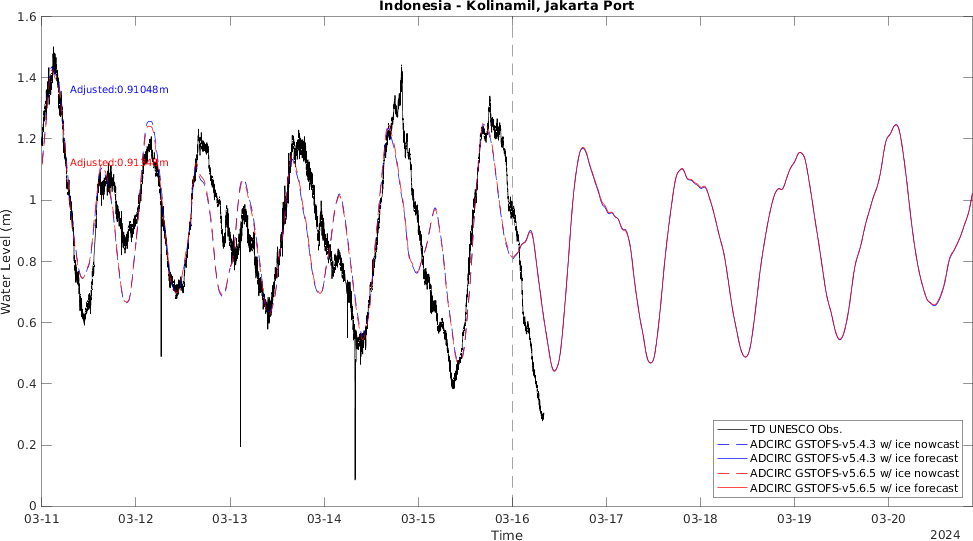 Indonesia - Kolinamil, Jakarta Port
1.6
1.4
1.2
1
0.8
0.6
0.4
0.2
0
Water Level (m)
Adjusted:0.91048m
03-11
03-12
03-13
03-14
03-15
03-16
03-17
03-18
03-19
03-20
Time
2024
TD UNESCO Obs.
ADCIRC GSTOFS-v5.4.3 w/ ice nowcast
ADCIRC GSTOFS-v5.4.3 w/ ice forecast
ADCIRC GSTOFS-v5.6.5 w/ ice nowcast
ADCIRC GSTOFS-v5.6.5 w/ ice forecast